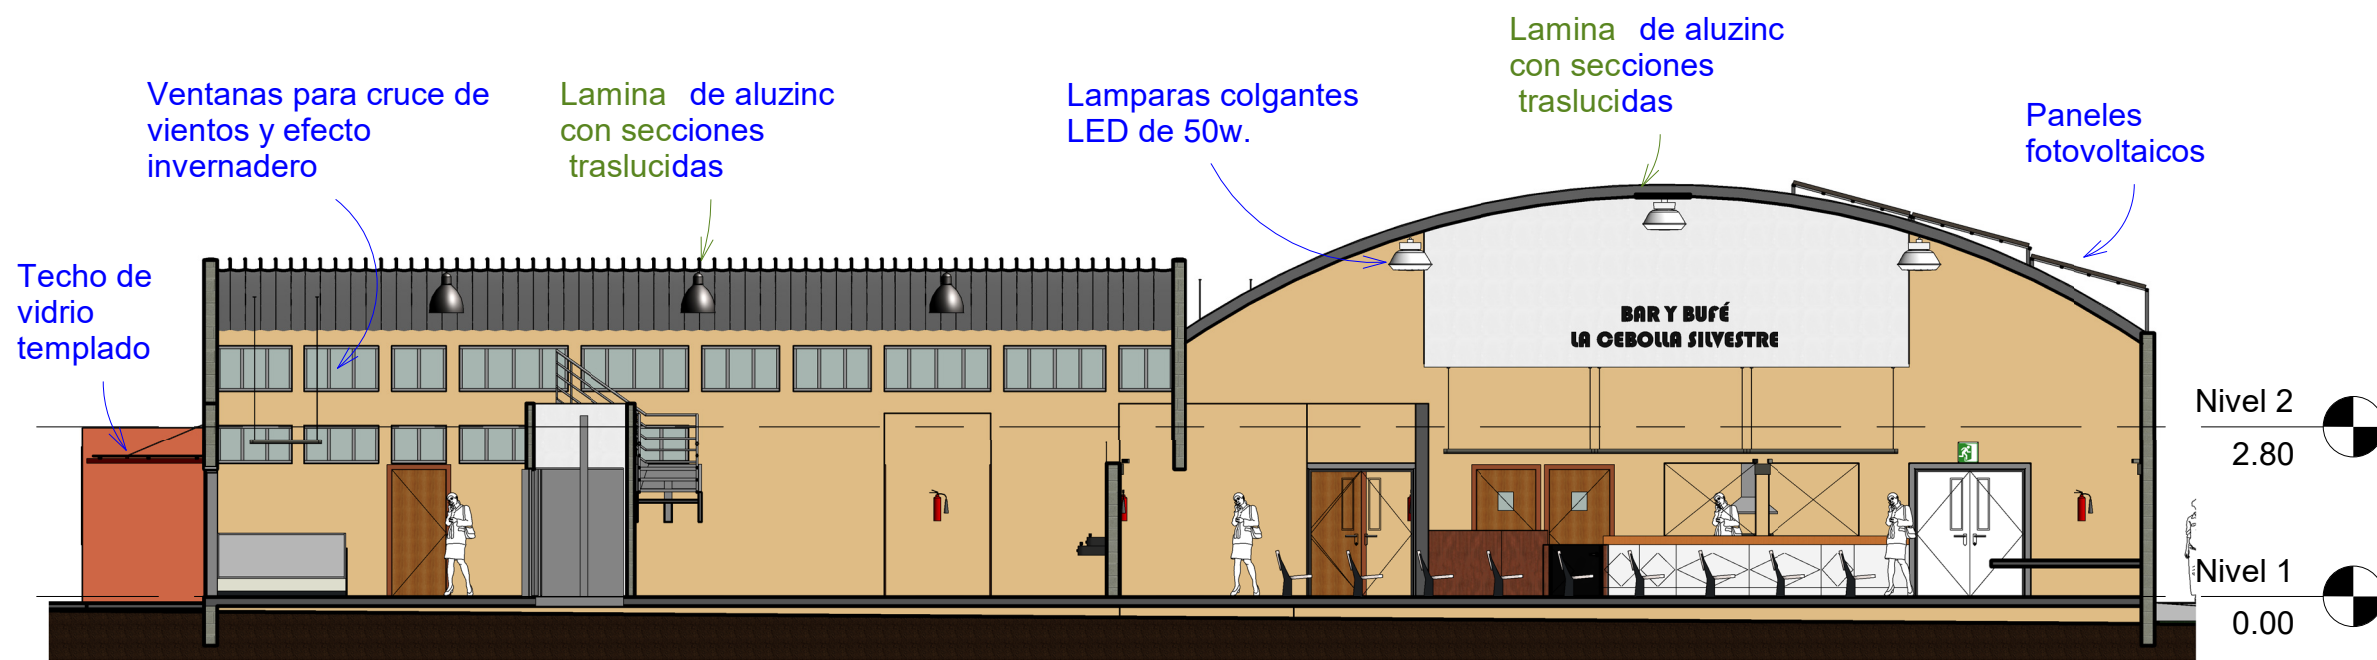 Ventanas para cruce de
vientos y efecto
invernadero
Lamina de aluzinc
con secciones
traslucidas
Lamparas colgantes
LED de 50w.
Lamina de aluzinc
con secciones
traslucidas
Paneles
fotovoltaicos
Techo de
vidrio
templado
BAR Y BUFÉ
LA CEBOLLA SILVESTRE
Nivel 2
2.80
Nivel 1
0.00